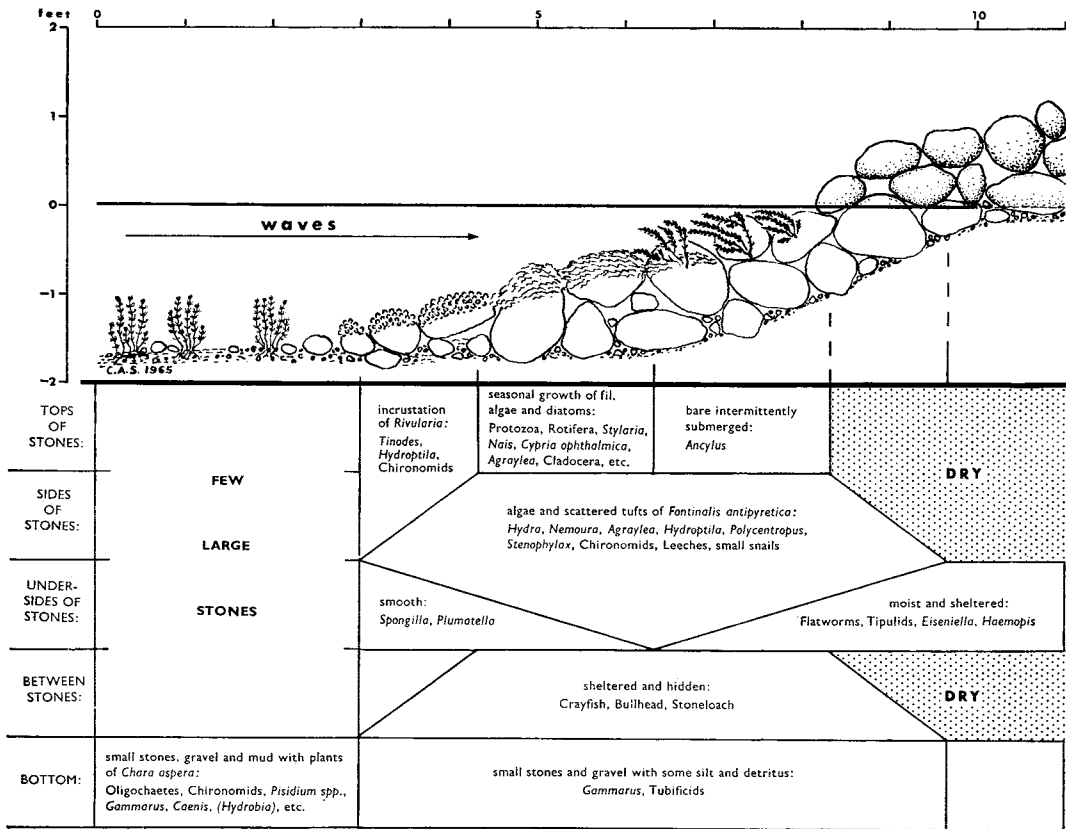 feet 0 5 10
2
1
0
-1
-2
waves
C.A.S. 1965
TOPS
OF
STONES:
incrustation
of Rivularia:
Tinodes,
Hydroptila,
Chironomids
seasonal growth of fil.
algae and diatoms:
Protozoa, Rotifera, Stylaria,
Nais, Cypria ophthalmica,
Agraylea, Cladocera, etc.
bare intermittently
submerged:
Ancylus
DRY
SIDES
OF
STONES:
FEW
LARGE
STONES
algae and scattered tufts of Fontinalis antipyretica:
Hydra, Nemoura, Agraylea, Hydroptila, Polycentropus,
Stenophylax, Chironomids, Leeches, small snails
UNDER-
SIDES OF
STONES:
smooth:
Spongilla, Plumatella
moist and sheltered:
Flatworms, Tipulids, Eiseniella, Haemopis
BETWEEN
STONES:
sheltered and hidden:
Crayfish, Bullhead, Stoneloach
DRY
BOTTOM:
small stones, gravel and mud with plants
of Chara aspera:
Oligochaetes, Chironomids, Pisidium spp.,
Gammarus, Caenis, (Hydrobia), etc.
small stones and gravel with some silt and detritus:
Gammarus, Tubificids